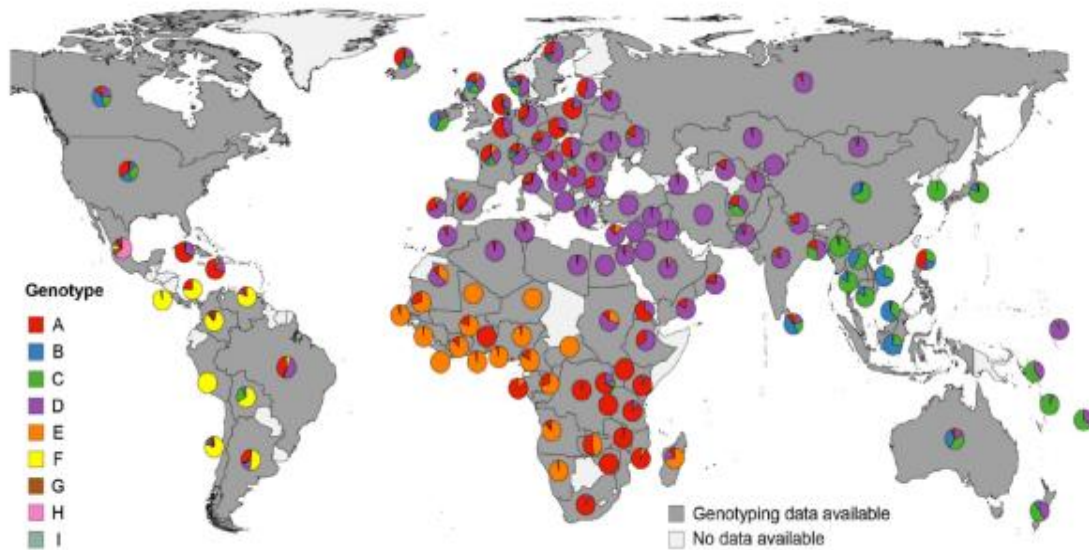 Genotype
A
B
C
D
E
F
G
H
I
Genotyping data available
No data available